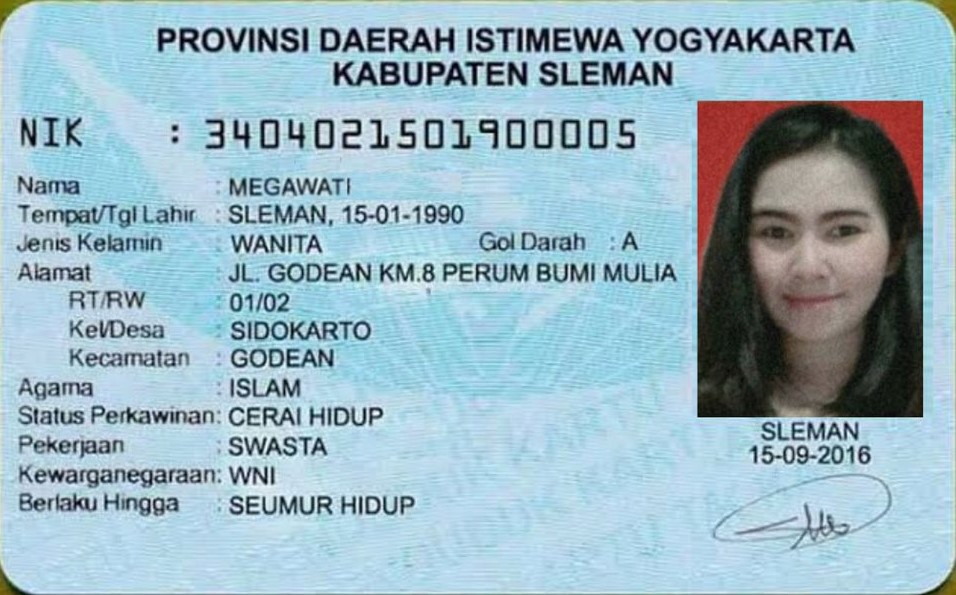 PROVINSI DAERAH ISTIMEWA YOGYAKARTA
KABUPATEN SLEMAN
NIK : 3404021501900005
Nama : MEGAWATI
Tempat/Tgl Lahir : SLEMAN, 15-01-1990
Jenis Kelamin : WANITA Gol Darah : A
Alamat : JL. GODEAN KM.8 PERUM BUMI MULIA
RT/RW : 01/02
Kel/Desa : SIDOKARTO
Kecamatan : GODEAN
Agama : ISLAM
Status Perkawinan: CERAI HIDUP
Pekerjaan : SWASTA
Kewarganegaraan: WNI
Berlaku Hingga : SEUMUR HIDUP
SLEMAN
15-09-2016